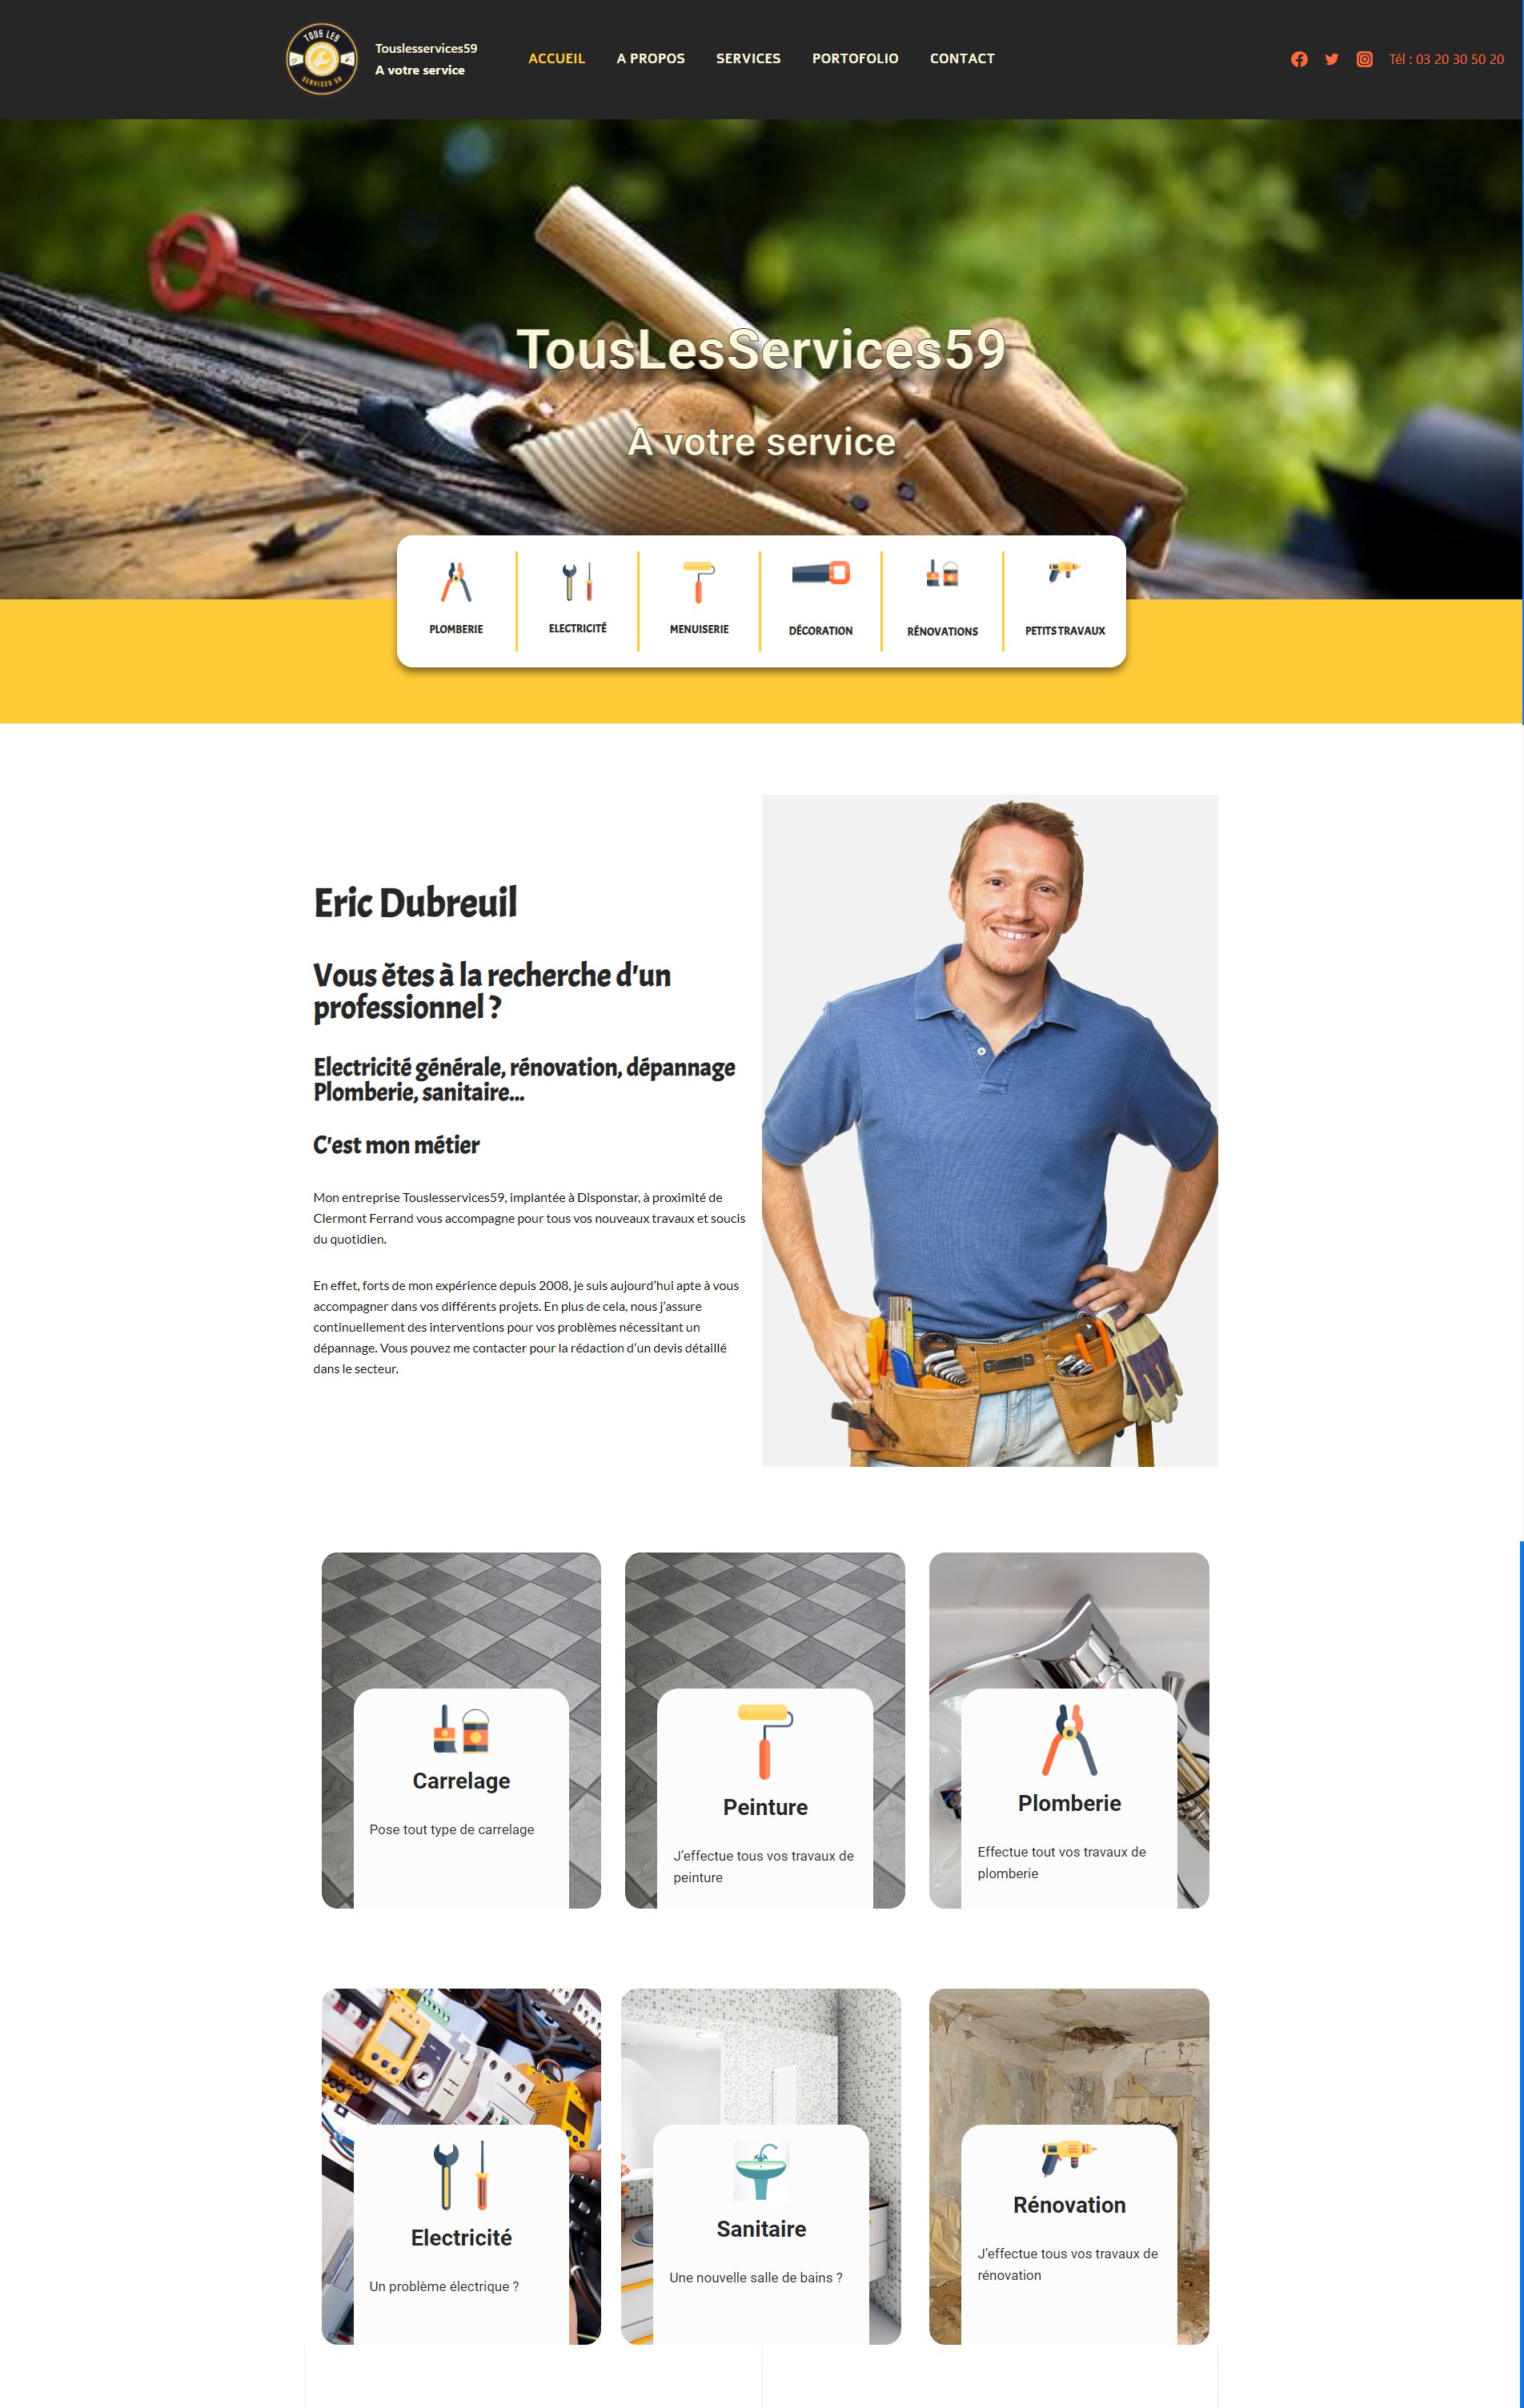 TOUS LES
SERVICES 59
Touslesservices59
A votre service
ACCUEIL
A PROPOS
SERVICES
PORTOFOLIO
CONTACT
Tél : 03 20 30 50 20
TousLesServices59
A votre service
PLOMBERIE
ELECTRICITÉ
MENUISERIE
DÉCORATION
RÉNOVATIONS
PETITS TRAVAUX
Eric Dubreuil
Vous êtes à la recherche d'un
professionnel ?
Electricité générale, rénovation, dépannage
Plomberie, sanitaire...
C'est mon métier
Mon entreprise Touslesservices59, implantée à Disponstar, à proximité de
Clermont Ferrand vous accompagne pour tous vos nouveaux travaux et soucis
du quotidien.
En effet, forts de mon expérience depuis 2008, je suis aujourd'hui apte à vous
accompagner dans vos différents projets. En plus de cela, nous j'assure
continuellement des interventions pour vos problèmes nécessitant un
dépannage. Vous pouvez me contacter pour la rédaction d'un devis détaillé
dans le secteur.
Carrelage
Pose tout type de carrelage
Peinture
J'effectue tous vos travaux de
peinture
Plomberie
Effectue tout vos travaux de
plomberie
Electricité
Un problème électrique ?
Sanitaire
Une nouvelle salle de bains ?
Rénovation
J'effectue tous vos travaux de
rénovation